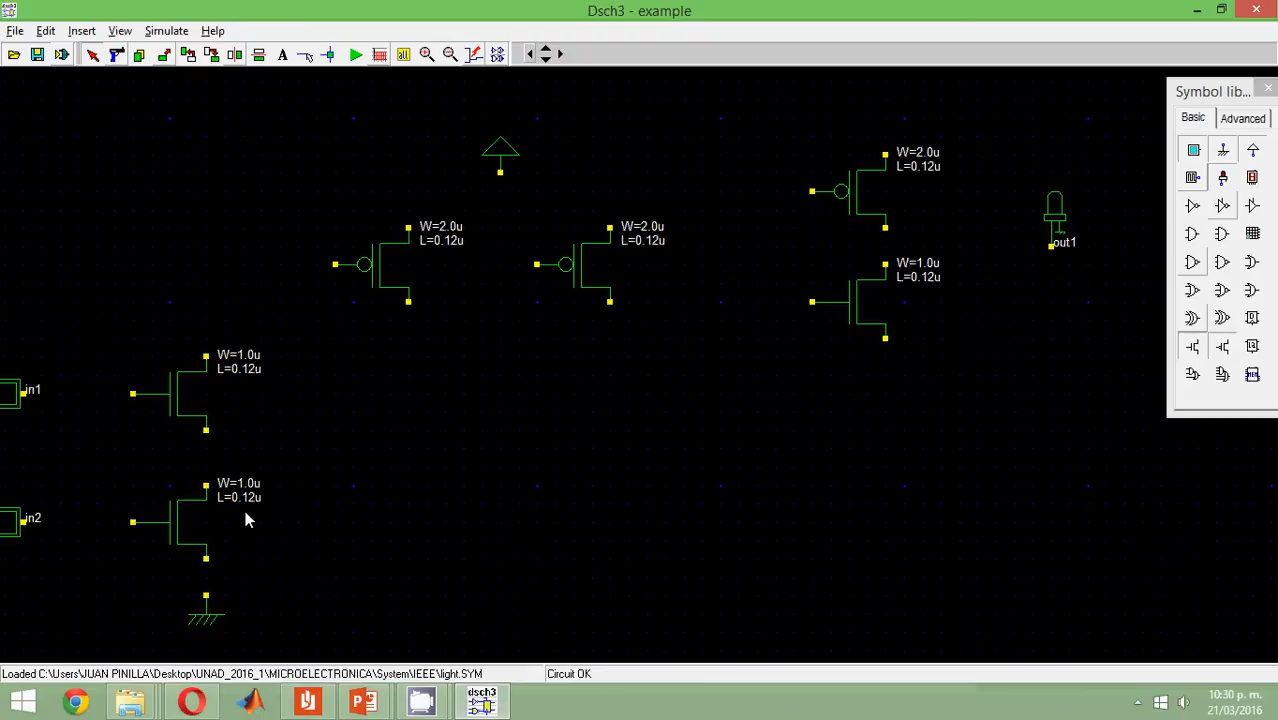 Dsch3 - example
File Edit Insert View Simulate Help
A
all
Symbol lib...
Basic Advanced
W=2.0u
L=0.12u
W=2.0u
L=0.12u
W=2.0u
L=0.12u
out1
W=1.0u
L=0.12u
W=1.0u
L=0.12u
in1
W=1.0u
L=0.12u
in2
Loaded C:\Users\JUAN PINILLA\Desktop\UNAD_2016_1\MICROELECTRONICA\System\IEEE\light.SYM
Circuit OK
dsch3
10:30 p. m.
21/03/2016